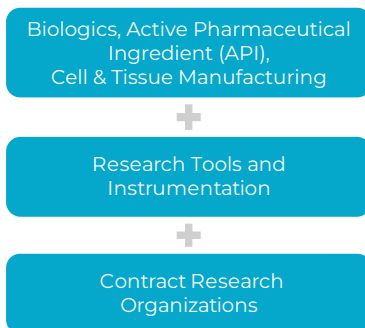 Biologics, Active Pharmaceutical
Ingredient (API),
Cell & Tissue Manufacturing
Research Tools and
Instrumentation
Contract Research
Organizations